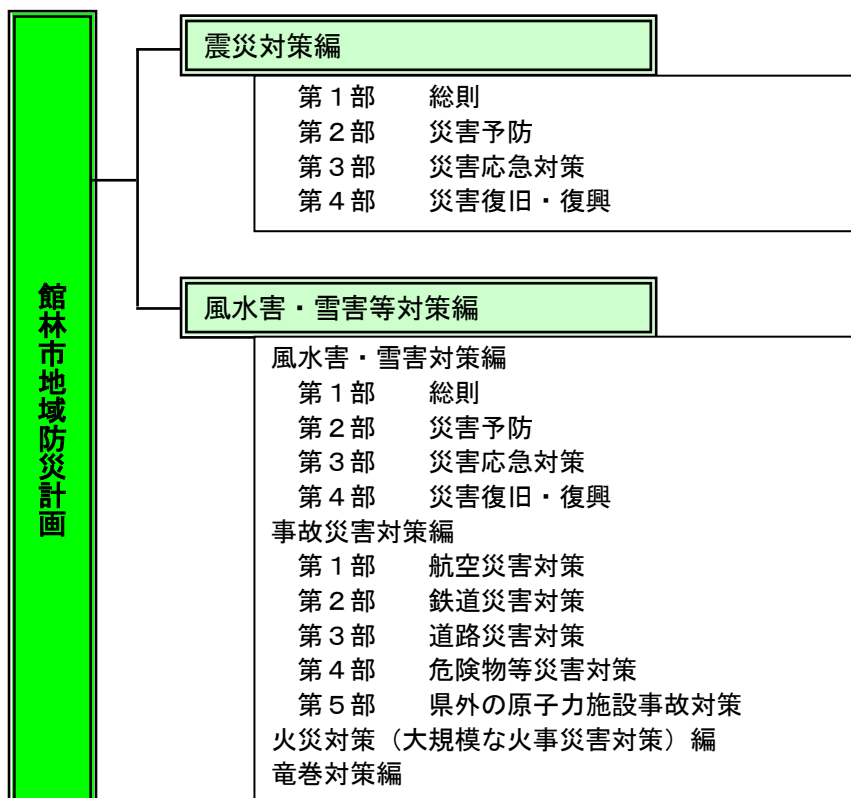 館林市地域防災計画
震災対策編
第1部 総則
第2部 災害予防
第3部 災害応急対策
第4部 災害復旧・復興
風水害・雪害等対策編
風水害・雪害対策編
第1部 総則
第2部 災害予防
第3部 災害応急対策
第4部 災害復旧・復興
事故災害対策編
第1部 航空災害対策
第2部 鉄道災害対策
第3部 道路災害対策
第4部 危険物等災害対策
第5部 県外の原子力施設事故対策
火災対策（大規模な火事災害対策）編
竜巻対策編